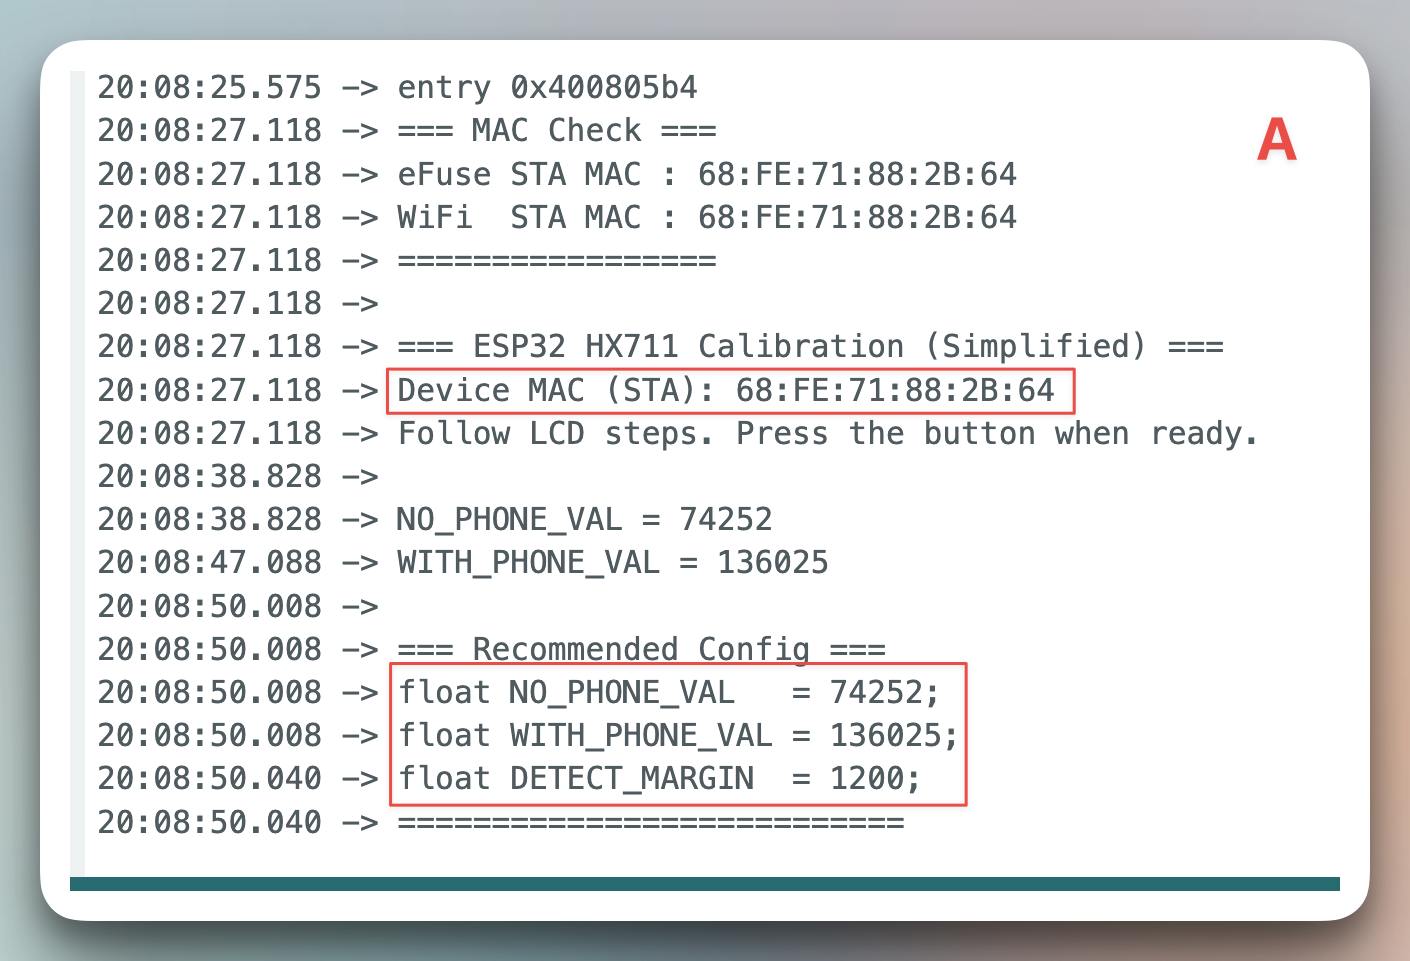 20:08:25.575 -> entry 0x400805b4
20:08:27.118 -> === MAC Check ===
A
20:08:27.118 -> eFuse STA MAC : 68:FE:71:88:2B:64
20:08:27.118 -> WiFi  STA MAC : 68:FE:71:88:2B:64
20:08:27.118 -> =================
20:08:27.118 ->
20:08:27.118 -> === ESP32 HX711 Calibration (Simplified) ===
20:08:27.118 -> Device MAC (STA): 68:FE:71:88:2B:64
20:08:27.118 -> Follow LCD steps. Press the button when ready.
20:08:38.828 ->
20:08:38.828 -> NO_PHONE_VAL = 74252
20:08:47.088 -> WITH_PHONE_VAL = 136025
20:08:50.008 ->
20:08:50.008 -> === Recommended Config ===
20:08:50.008 -> float NO_PHONE_VAL   = 74252;
20:08:50.008 -> float WITH_PHONE_VAL = 136025;
20:08:50.040 -> float DETECT_MARGIN  = 1200;
20:08:50.040 -> ===========================